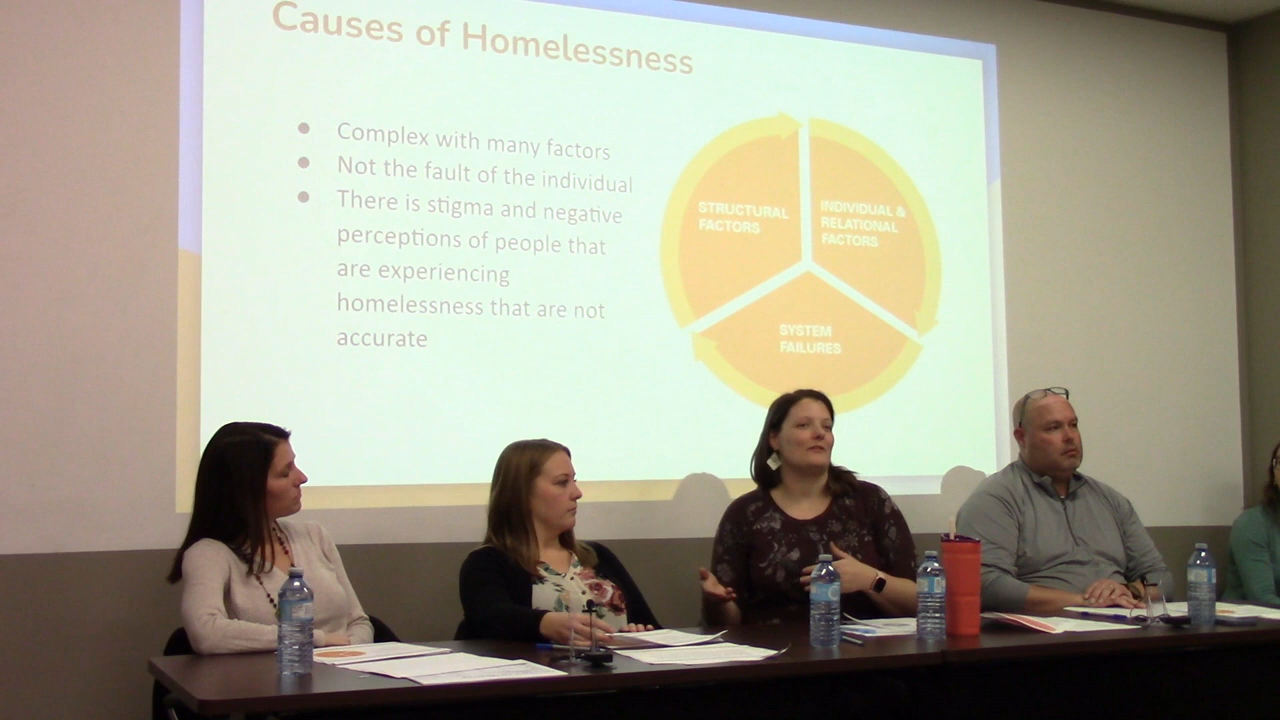 Causes of Homelessness
● Complex with many factors
● Not the fault of the individual
● There is stigma and negative
perceptions of people that
are experiencing
homelessness that are not
accurate
STRUCTURAL
FACTORS
INDIVIDUAL &
RELATIONAL
FACTORS
SYSTEM
FAILURES